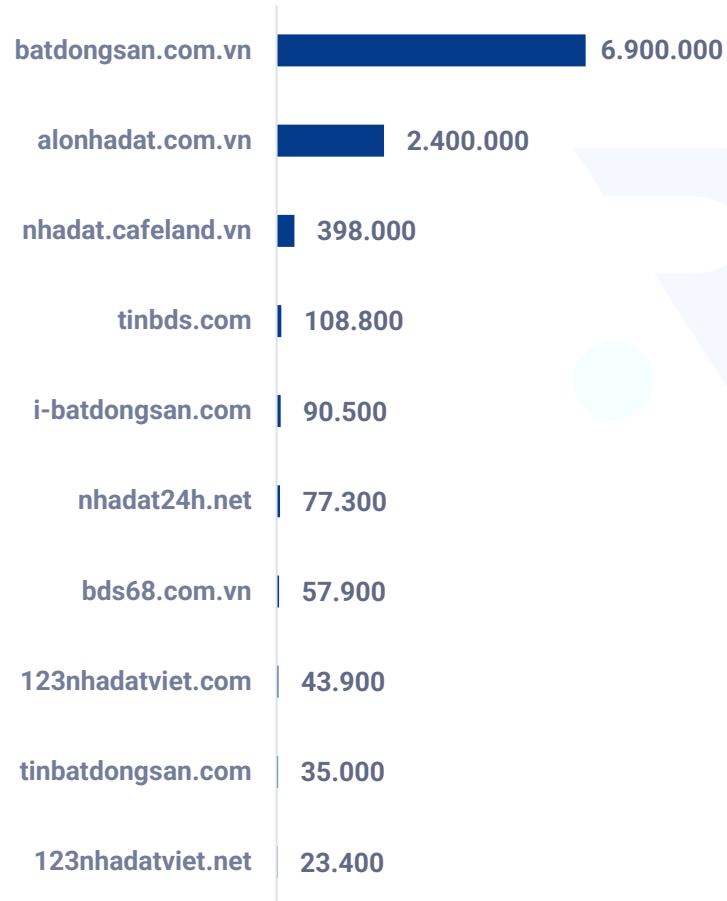 batdongsan.com.vn 6.900.000
alonhadat.com.vn 2.400.000
nhadat.cafeland.vn 398.000
tinbds.com 108.800
i-batdongsan.com 90.500
nhadat24h.net 77.300
bds68.com.vn 57.900
123nhadatviet.com 43.900
tinbatdongsan.com 35.000
123nhadatviet.net 23.400